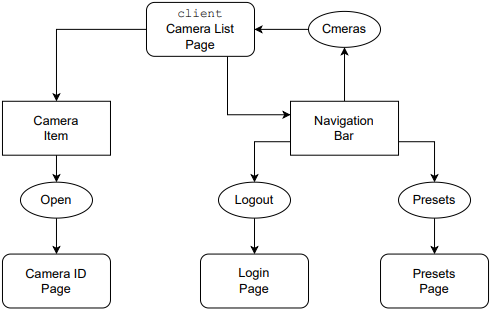 client
Camera List
Page
Cmeras
Camera
Item
Navigation
Bar
Open
Logout
Presets
Camera ID
Page
Login
Page
Presets
Page